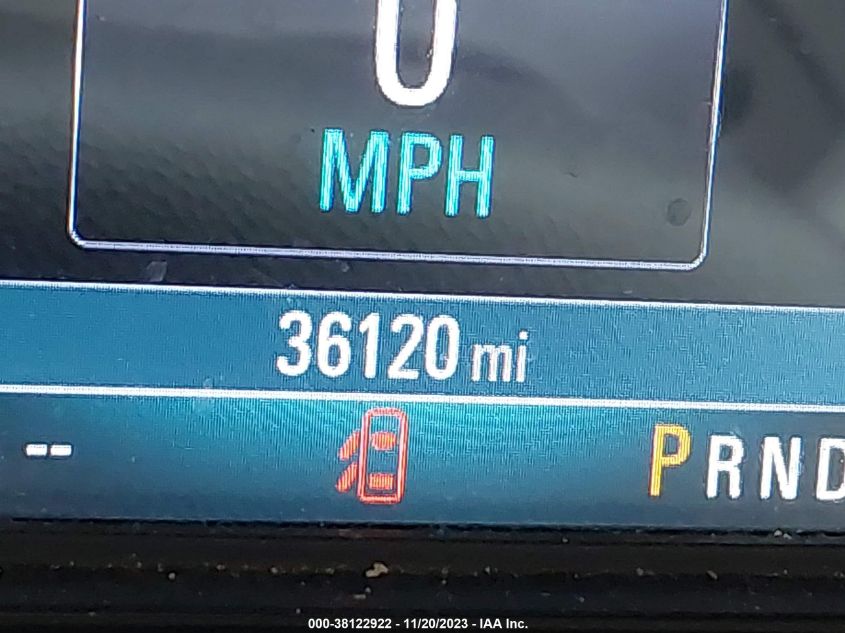 0
MPH
36120 mi
-- PRND
000-38122922 - 11/20/2023 - IAA Inc.